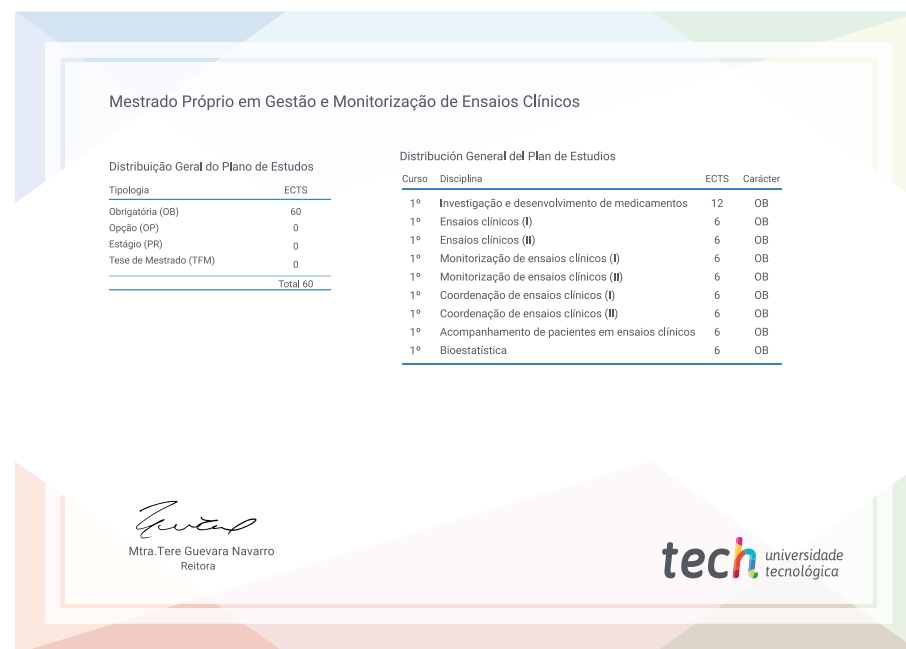 Mestrado Próprio em Gestão e Monitorização de Ensaios Clínicos
Distribuição Geral do Plano de Estudos
Tipologia ECTS
Obrigatória (OB) 60
Opção (OP) 0
Estágio (PR) 0
Tese de Mestrado (TFM) 0
Total 60
Distribución General del Plan de Estudios
Curso Disciplina ECTS Carácter
1º Investigação e desenvolvimento de medicamentos 12 OB
1º Ensaios clínicos (I) 6 OB
1º Ensaios clínicos (II) 6 OB
1º Monitorização de ensaios clínicos (I) 6 OB
1º Monitorização de ensaios clínicos (II) 6 OB
1º Coordenação de ensaios clínicos (I) 6 OB
1º Coordenação de ensaios clínicos (II) 6 OB
1º Acompanhamento de pacientes em ensaios clínicos 6 OB
1º Bioestatística 6 OB
Mtra.Tere Guevara Navarro
Reitora
tech universidade
tecnológica